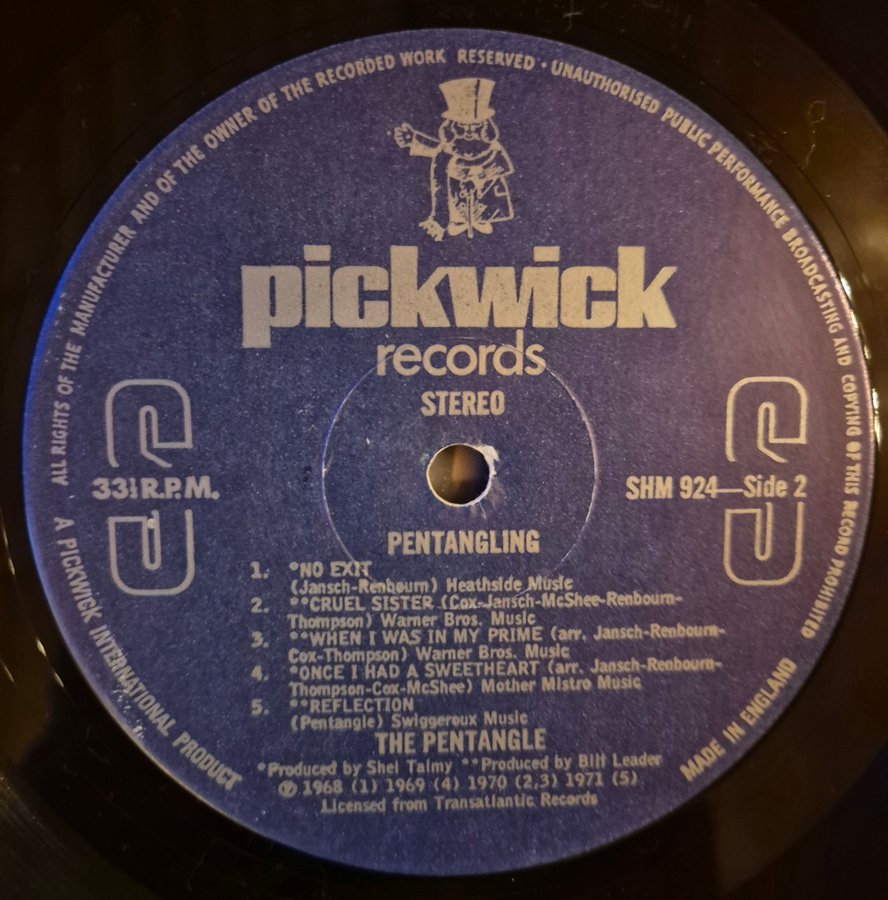 ALL RIGHTS OF THE MANUFACTURER AND OF THE OWNER OF THE RECORDED WORK RESERVED · UNAUTHORISED PUBLIC PERFORMANCE BROADCASTING AND COPYING OF THIS RECORD PROHIBITED
pickwick
records
STEREO
33⅓ R.P.M.
SHM 924—Side 2
PENTANGLING
1. *NO EXIT
(Jansch-Renbourn) Heathside Music
2. **CRUEL SISTER (Cox-Jansch-McShee-Renbourn-
Thompson) Warner Bros. Music
3. **WHEN I WAS IN MY PRIME (arr. Jansch-Renbourn-
Cox-Thompson) Warner Bros. Music
4. *ONCE I HAD A SWEETHEART (arr. Jansch-Renbourn-
Thompson-Cox-McShee) Mother Mistro Music
5. **REFLECTION
(Pentangle) Swiggeroux Music
THE PENTANGLE
*Produced by Shel Talmy **Produced by Bill Leader
℗ 1968 (1) 1969 (4) 1970 (2,3) 1971 (5)
Licensed from Transatlantic Records
A PICKWICK INTERNATIONAL PRODUCT
MADE IN ENGLAND